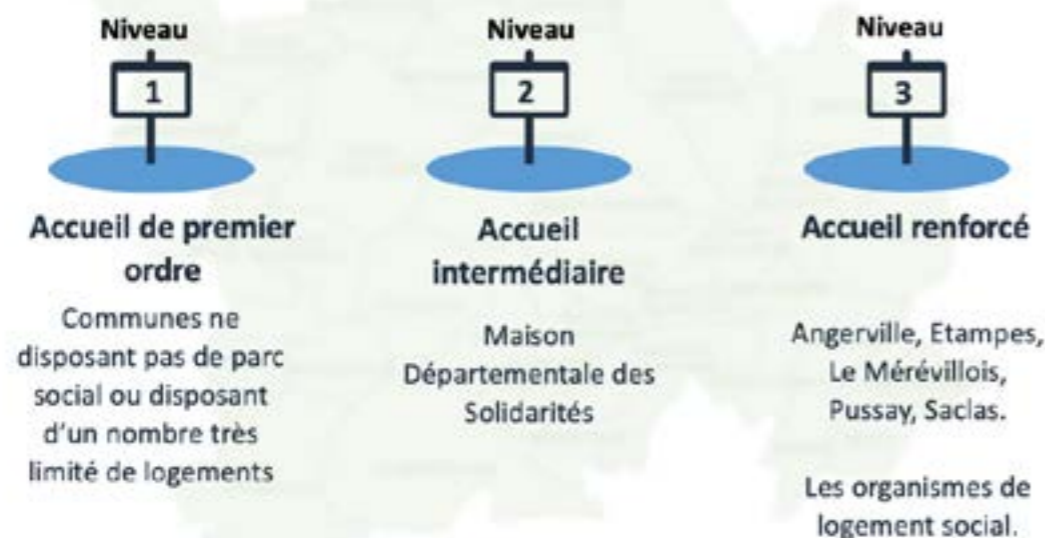 Niveau
1
Accueil de premier
ordre
Communes ne
disposant pas de parc
social ou disposant
d'un nombre très
limité de logements
Niveau
2
Accueil
intermédiaire
Maison
Départementale des
Solidarités
Niveau
3
Accueil renforcé
Angerville, Etampes,
Le Mérévillois,
Pussay, Saclas.
Les organismes de
logement social.